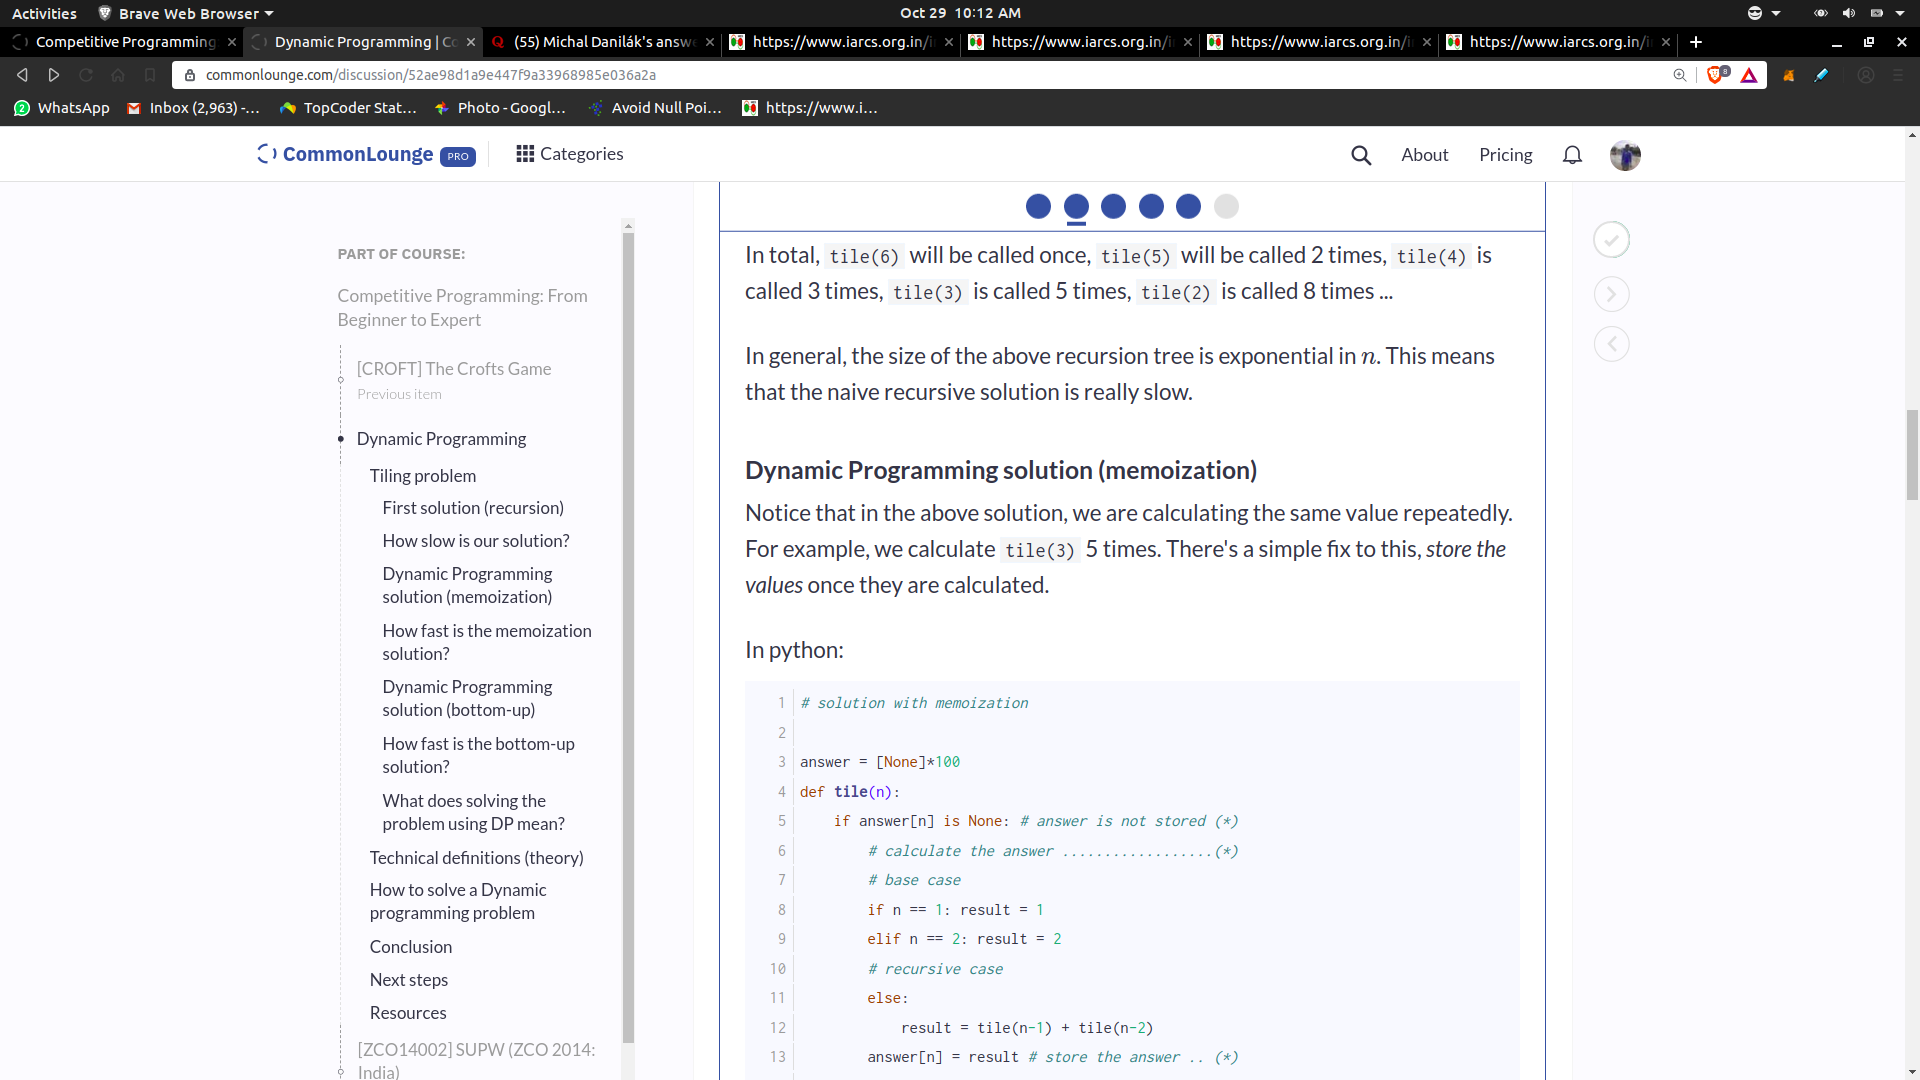 Activities Brave Web Browser Oct 29 10:12 AM
Competitive Programming Dynamic Programming | Co (55) Michal Danilák's answ https://www.iarcs.org.in/i https://www.iarcs.org.in/i https://www.iarcs.org.in/i https://www.iarcs.org.in/i
commonlounge.com/discussion/52ae98d1a9e447f9a33968985e036a2a 8
2 WhatsApp Inbox (2,963) -... TopCoder Stat... Photo - Googl... Avoid Null Poi... https://www.i...
CommonLounge PRO Categories About Pricing
PART OF COURSE:
Competitive Programming: From
Beginner to Expert
[CROFT] The Crofts Game
Previous item
Dynamic Programming
Tiling problem
First solution (recursion)
How slow is our solution?
Dynamic Programming
solution (memoization)
How fast is the memoization
solution?
Dynamic Programming
solution (bottom-up)
How fast is the bottom-up
solution?
What does solving the
problem using DP mean?
Technical definitions (theory)
How to solve a Dynamic
programming problem
Conclusion
Next steps
Resources
[ZCO14002] SUPW (ZCO 2014:
India)
In total, tile(6) will be called once, tile(5) will be called 2 times, tile(4) is
called 3 times, tile(3) is called 5 times, tile(2) is called 8 times ...
In general, the size of the above recursion tree is exponential in n. This means
that the naive recursive solution is really slow.
Dynamic Programming solution (memoization)
Notice that in the above solution, we are calculating the same value repeatedly.
For example, we calculate tile(3) 5 times. There's a simple fix to this, store the
values once they are calculated.
In python:
1 # solution with memoization
2
3 answer = [None]*100
4 def tile(n):
5 if answer[n] is None: # answer is not stored (*)
6 # calculate the answer ..................(*)
7 # base case
8 if n == 1: result = 1
9 elif n == 2: result = 2
10 # recursive case
11 else:
12 result = tile(n-1) + tile(n-2)
13 answer[n] = result # store the answer .. (*)